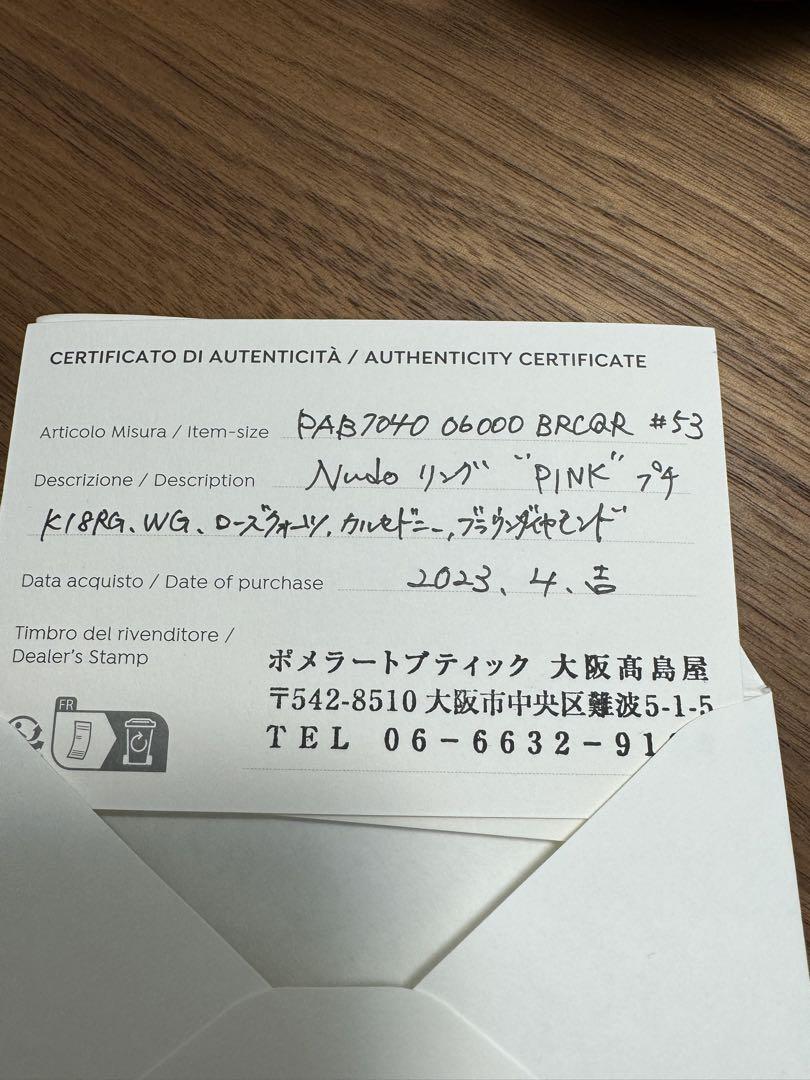 CERTIFICATO DI AUTENTICITÀ / AUTHENTICITY CERTIFICATE
Articolo Misura / Item-size PAB7040 06000 BRCQR #53
Descrizione / Description Nudo リング "PINK" プチ
K18RG、WG、ローズクォーツ、カルセドニー、ブラウンダイヤモンド
Data acquisto / Date of purchase 2023、4、吉
Timbro del rivenditore /
Dealer's Stamp
ポメラートブティック 大阪髙島屋
〒542-8510 大阪市中央区難波5-1-5
TEL 06-6632-91
FR